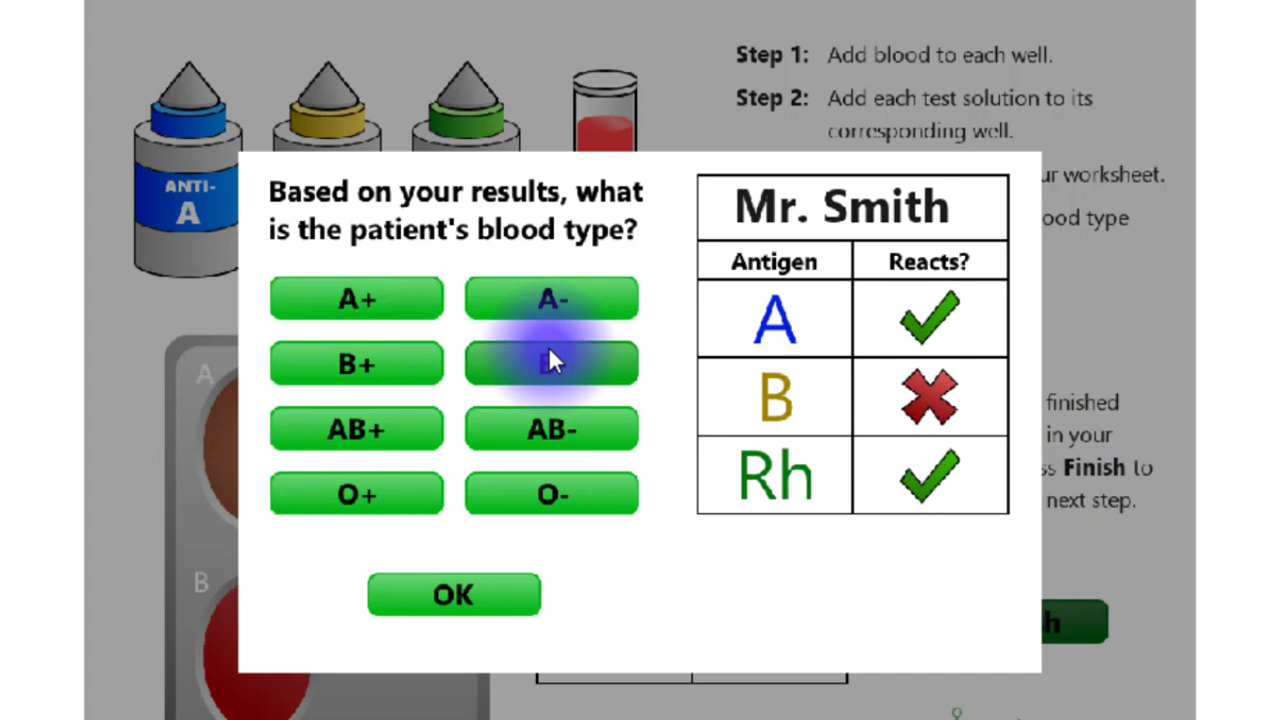 Step 1: Add blood to each well.
Step 2: Add each test solution to its
corresponding well.
ur worksheet.
ood type
ANTI-
A
Based on your results, what
is the patient's blood type?
A+
A-
B+
B-
AB+
AB-
O+
O-
OK
Mr. Smith
Antigen
Reacts?
A
B
Rh
A
B
finished
in your
ss Finish to
next step.
h